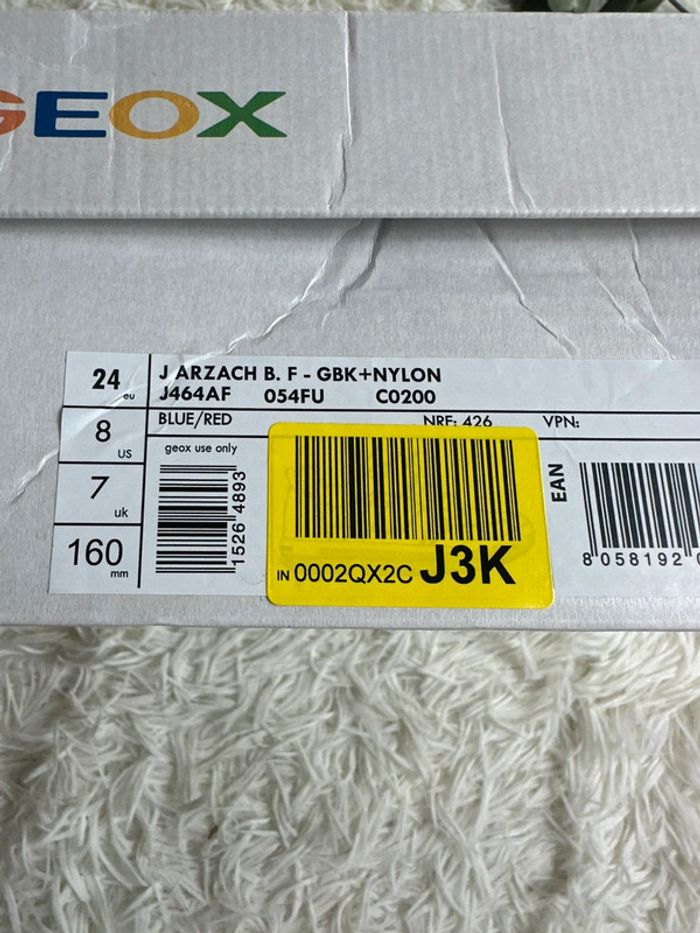 GEOX
24 eu
J ARZACH B. F - GBK+NYLON
J464AF 054FU C0200
8 US
BLUE/RED NRF: 426 VPN:
geox use only
7 uk
160 mm
1526 4893
IN 0002QX2C J3K
EAN
8 058192